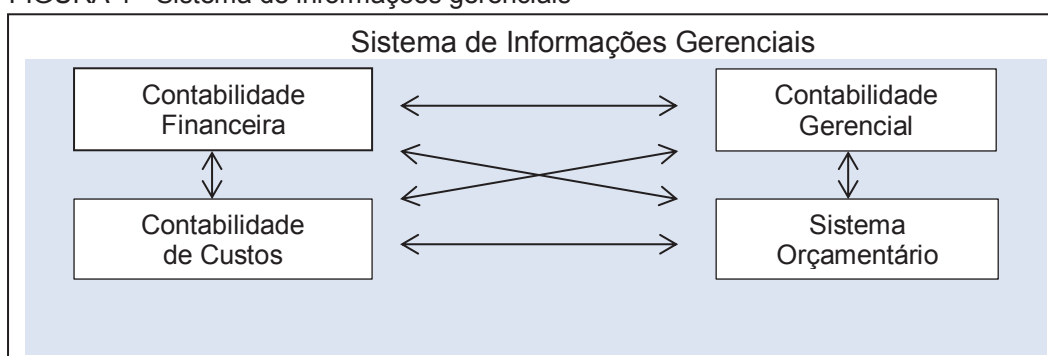 Sistema de Informações Gerenciais
Contabilidade
Financeira
Contabilidade
Gerencial
Contabilidade
de Custos
Sistema
Orçamentário